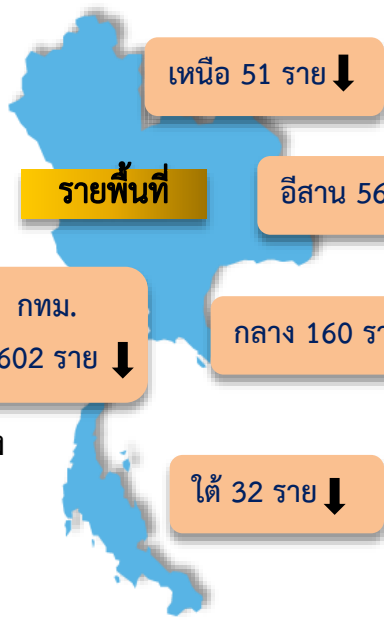 เหนือ 51 ราย
รายพื้นที่
อีสาน 56
กทม.
602 ราย
กลาง 160 รา
ใต้ 32 ราย